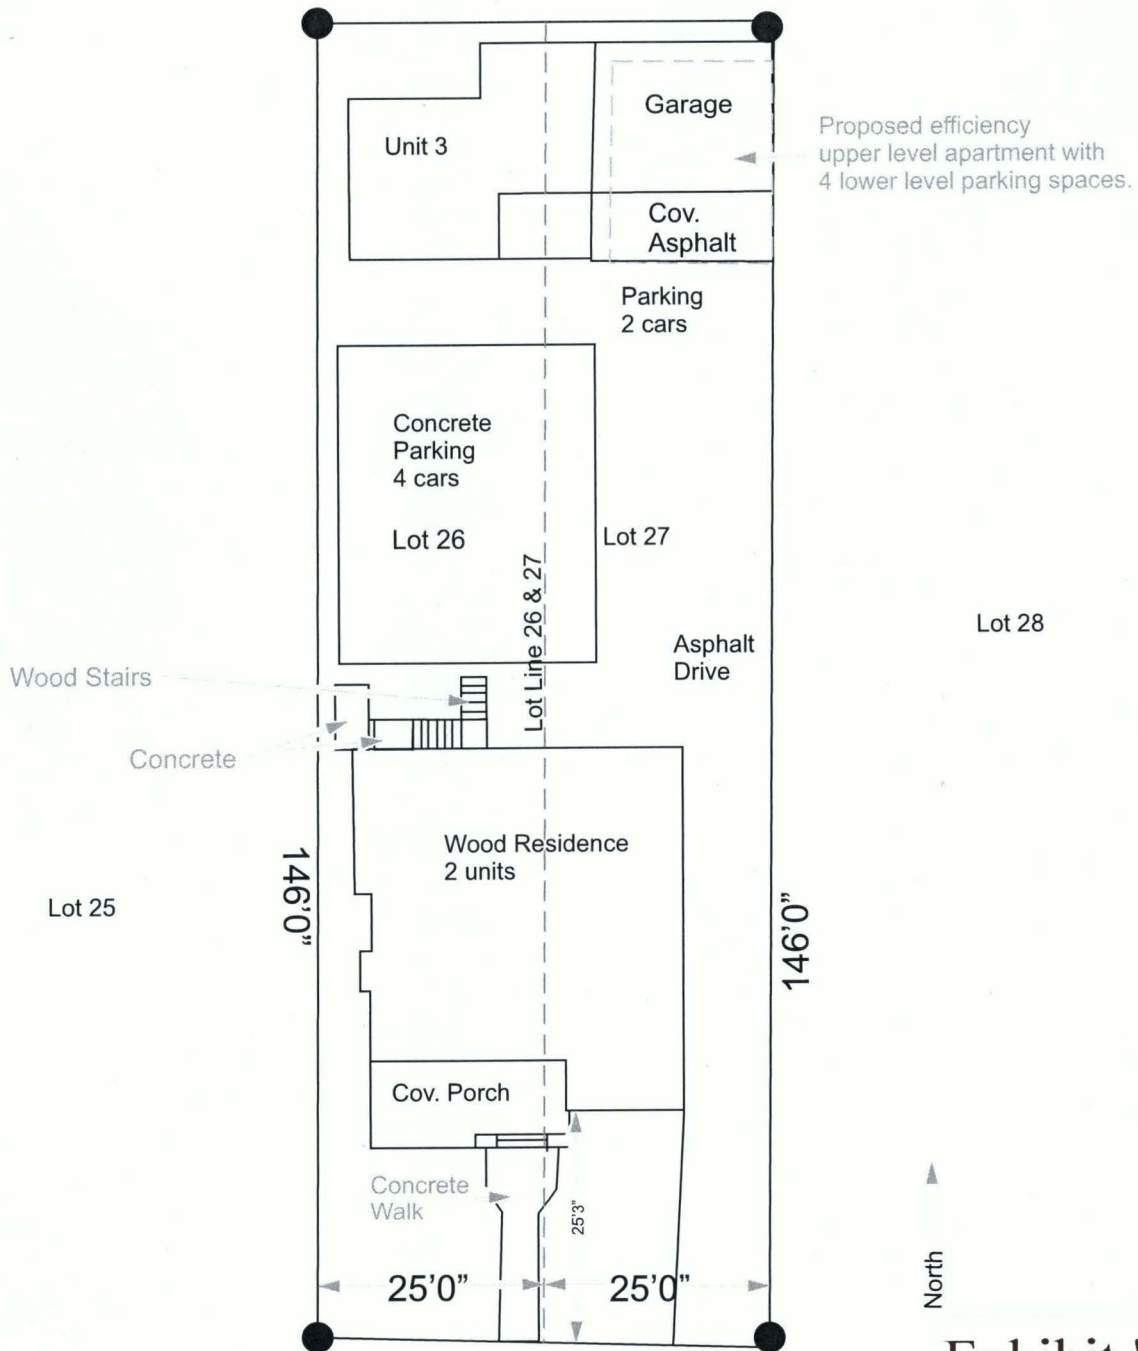 Garage
Unit 3
Proposed efficiency
upper level apartment with
4 lower level parking spaces.
Cov.
Asphalt
Parking
2 cars
Concrete
Parking
4 cars
Lot 26
Lot 27
Lot Line 26 & 27
Lot 28
Asphalt
Drive
Wood Stairs
Concrete
Wood Residence
2 units
146'0"
Lot 25
146'0"
Cov. Porch
Concrete
Walk
25'3"
25'0"
25'0"
North